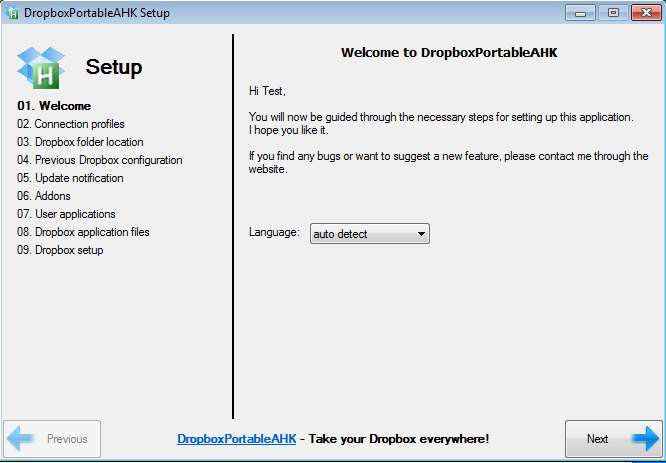 DropboxPortableAHK Setup
H
Setup
01. Welcome
02. Connection profiles
03. Dropbox folder location
04. Previous Dropbox configuration
05. Update notification
06. Addons
07. User applications
08. Dropbox application files
09. Dropbox setup
Welcome to DropboxPortableAHK
Hi Test,
You will now be guided through the necessary steps for setting up this application.
I hope you like it.
If you find any bugs or want to suggest a new feature, please contact me through the
website.
Language: auto detect
Previous
DropboxPortableAHK - Take your Dropbox everywhere!
Next